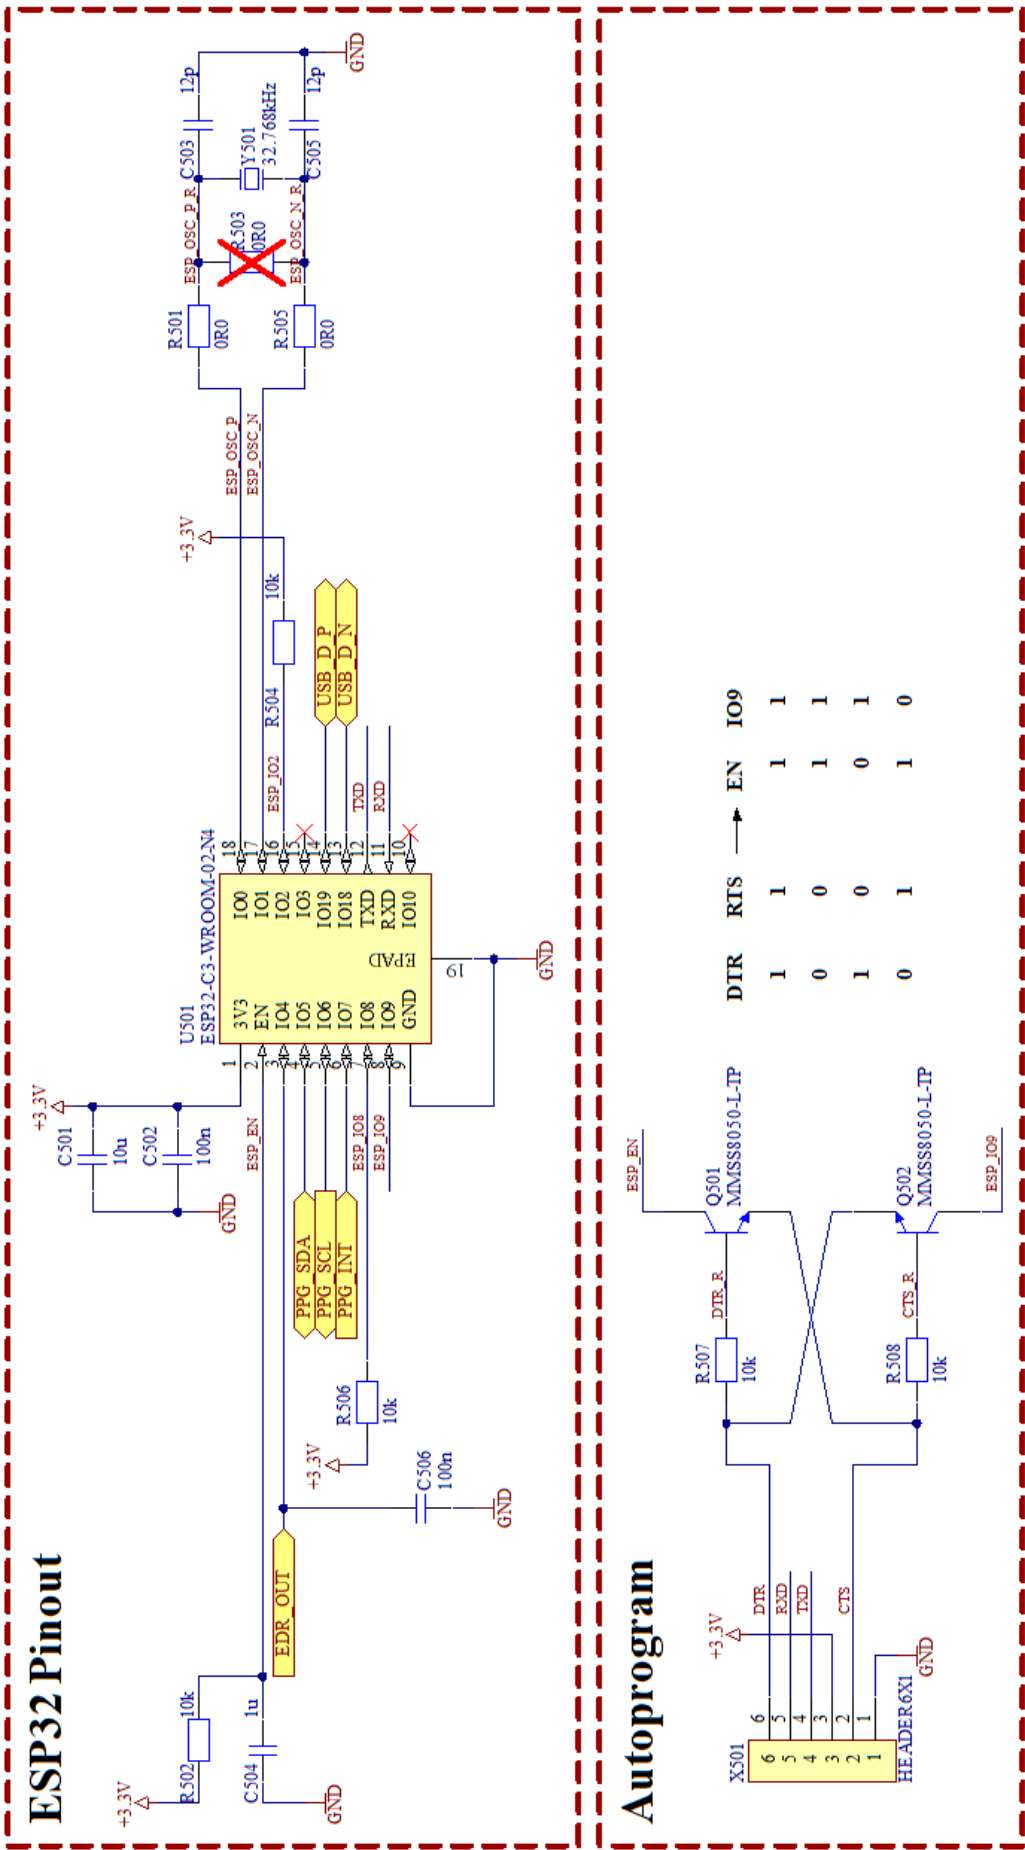 ESP32 Pinout
+3.3V
R502
10k
C504
1u
GND
EDR_OUT
C506
100n
GND
+3.3V
R506
10k
PPG_SDA
PPG_SCL
PPG_INT
+3.3V
C501
10u
C502
100n
GND
ESP_EN
ESP_IO8
ESP_IO9
U501
ESP32-C3-WROOM-02-N4
1
2
3
4
5
6
7
8
9
3V3
EN
IO4
IO5
IO6
IO7
IO8
IO9
GND
EPAD
19
GND
IO0
IO1
IO2
IO3
IO19
IO18
TXD
RXD
IO10
18
17
16
15
14
13
12
11
10
ESP_IO2
TXD
RXD
R504
10k
USB_D_P
USB_D_N
+3.3V
ESP_OSC_P
ESP_OSC_N
R501
0R0
R505
0R0
ESP_OSC_P_R
R503
0R0
ESP_OSC_N_R
C503
12p
Y501
32.768kHz
C505
12p
GND
Autoprogram
X501
6
5
4
3
2
1
6
5
4
3
2
1
HEADER6X1
+3.3V
GND
DTR
RXD
TXD
CTS
R507
10k
R508
10k
DTR_R
CTS_R
Q501
MMSS8050-L-TP
Q502
MMSS8050-L-TP
ESP_EN
ESP_IO9
DTR RTS EN IO9
1 1 1 1
0 0 1 1
1 0 0 1
0 1 1 0